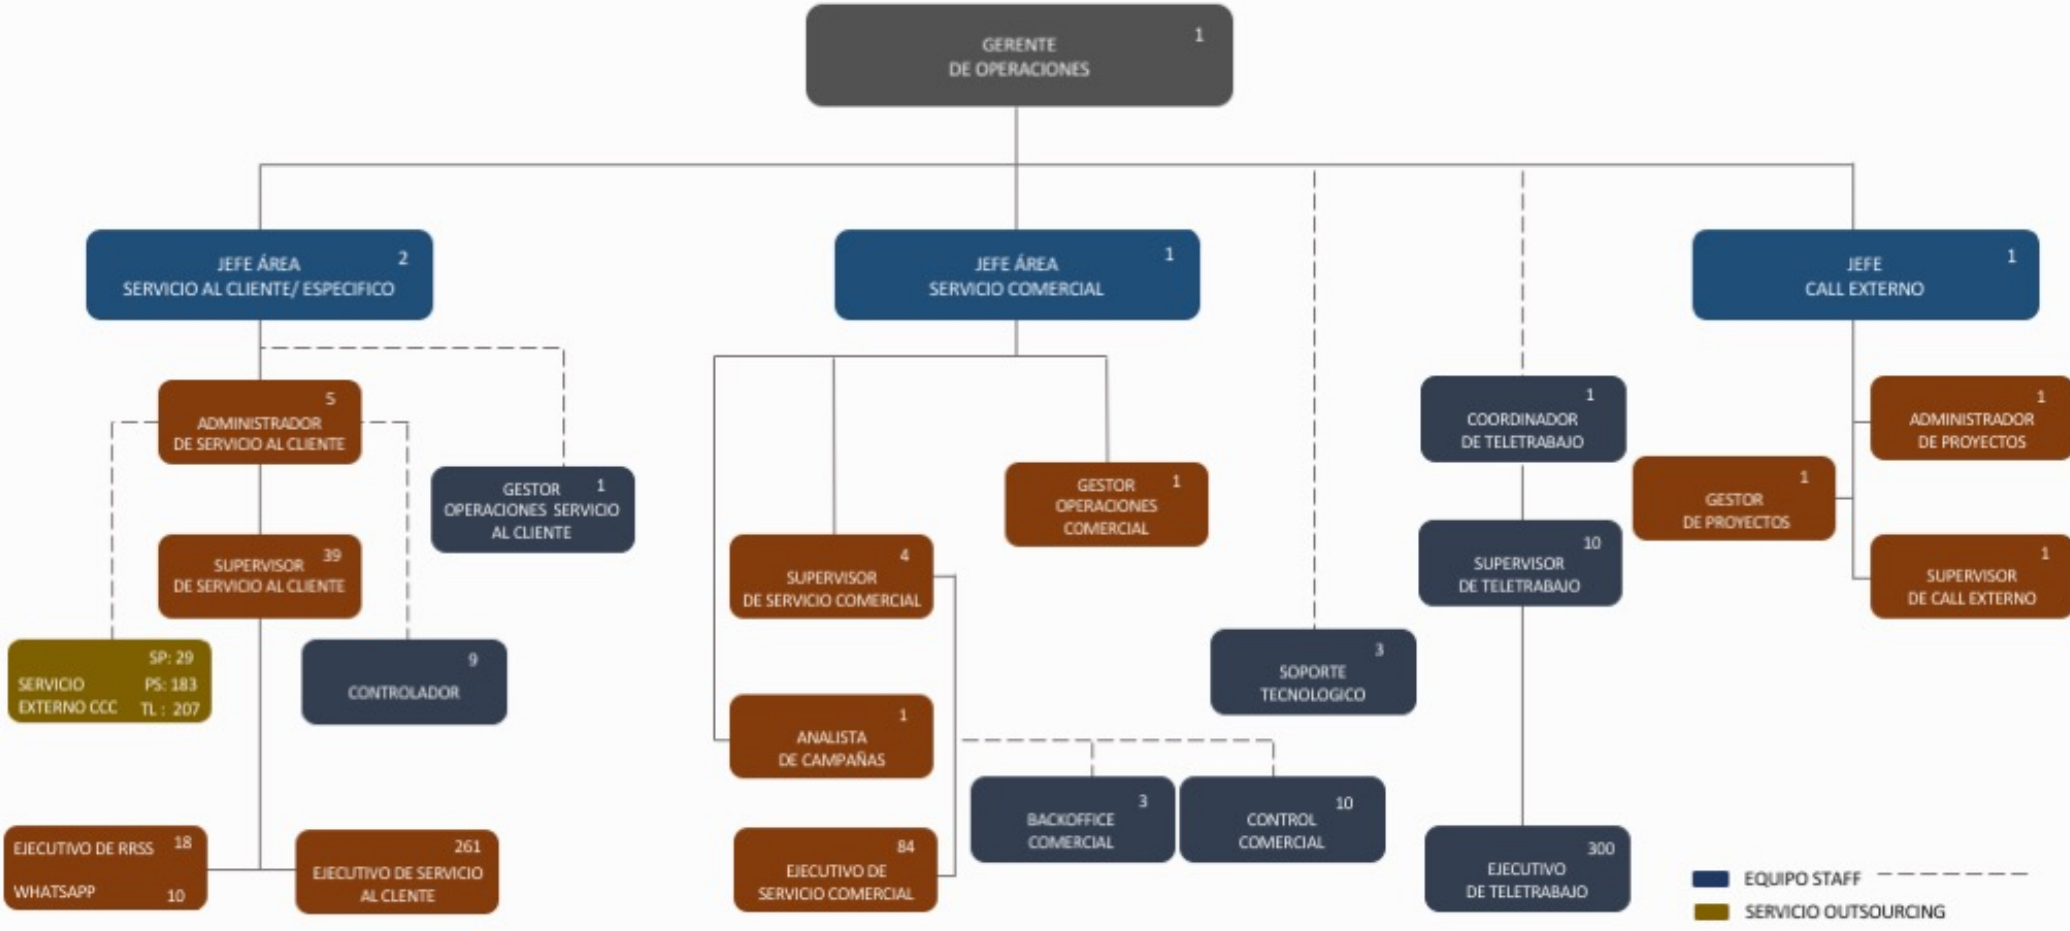 1
GERENTE
DE OPERACIONES
2
JEFE ÁREA
SERVICIO AL CLIENTE/ ESPECIFICO
1
JEFE ÁREA
SERVICIO COMERCIAL
1
JEFE
CALL EXTERNO
5
ADMINISTRADOR
DE SERVICIO AL CLIENTE
GESTOR 1
OPERACIONES SERVICIO
AL CLIENTE
39
SUPERVISOR
DE SERVICIO AL CLIENTE
SP: 29
SERVICIO PS: 183
EXTERNO CCC TL : 207
9
CONTROLADOR
EJECUTIVO DE RRSS 18
WHATSAPP 10
261
EJECUTIVO DE SERVICIO
AL CLENTE
GESTOR 1
OPERACIONES
COMERCIAL
4
SUPERVISOR
DE SERVICIO COMERCIAL
1
ANALISTA
DE CAMPAÑAS
84
EJECUTIVO DE
SERVICIO COMERCIAL
3
BACKOFFICE
COMERCIAL
10
CONTROL
COMERCIAL
3
SOPORTE
TECNOLOGICO
1
COORDINADOR
DE TELETRABAJO
10
SUPERVISOR
DE TELETRABAJO
300
EJECUTIVO
DE TELETRABAJO
1
ADMINISTRADOR
DE PROYECTOS
1
GESTOR
DE PROYECTOS
1
SUPERVISOR
DE CALL EXTERNO
EQUIPO STAFF
SERVICIO OUTSOURCING